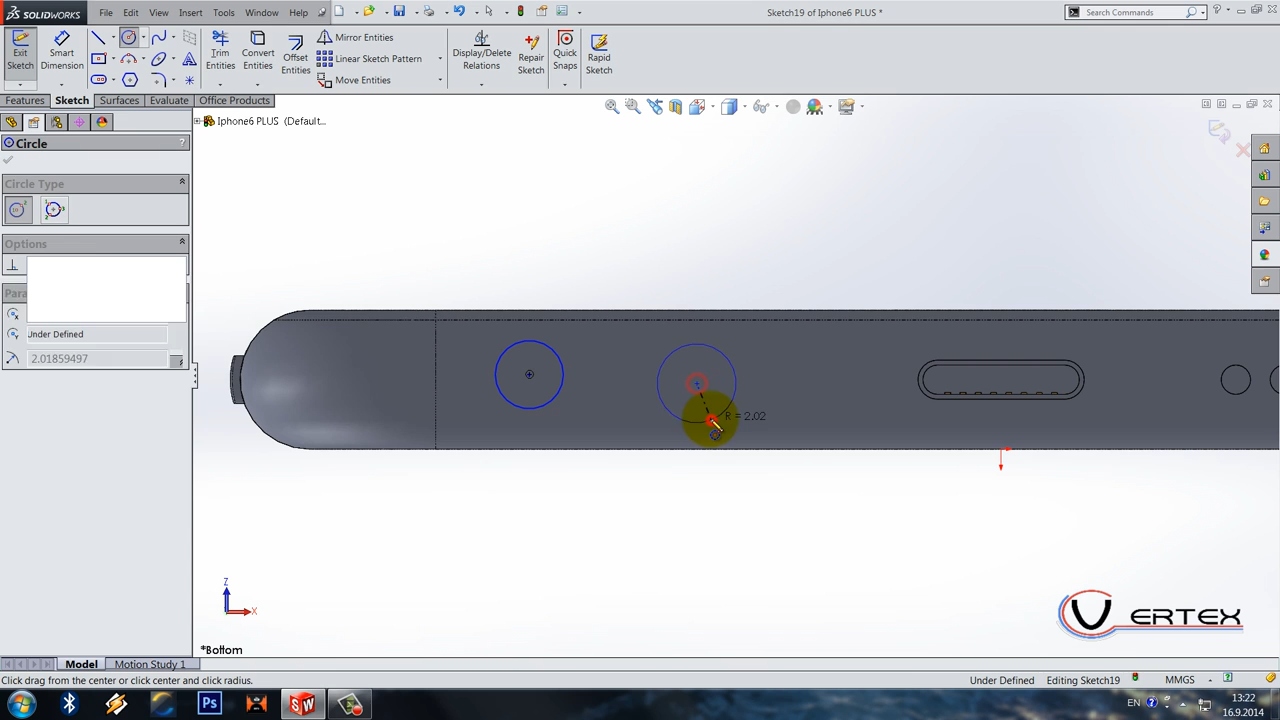 SOLIDWORKS File Edit View Insert Tools Window Help Sketch19 of Iphone6 PLUS * Search Commands
Exit Sketch
Smart Dimension
Trim Entities
Convert Entities
Offset Entities
Mirror Entities
Linear Sketch Pattern
Move Entities
Display/Delete Relations
Repair Sketch
Quick Snaps
Rapid Sketch
Features Sketch Surfaces Evaluate Office Products
Iphone6 PLUS (Default...
Circle ?
Circle Type
Options
Para
Under Defined
2.01859497
R = 2.02
Z
X
VERTEX
*Bottom
Model Motion Study 1
Click drag from the center or click center and click radius. Under Defined Editing Sketch19 MMGS
Ps SW EN 13:22
16.9.2014